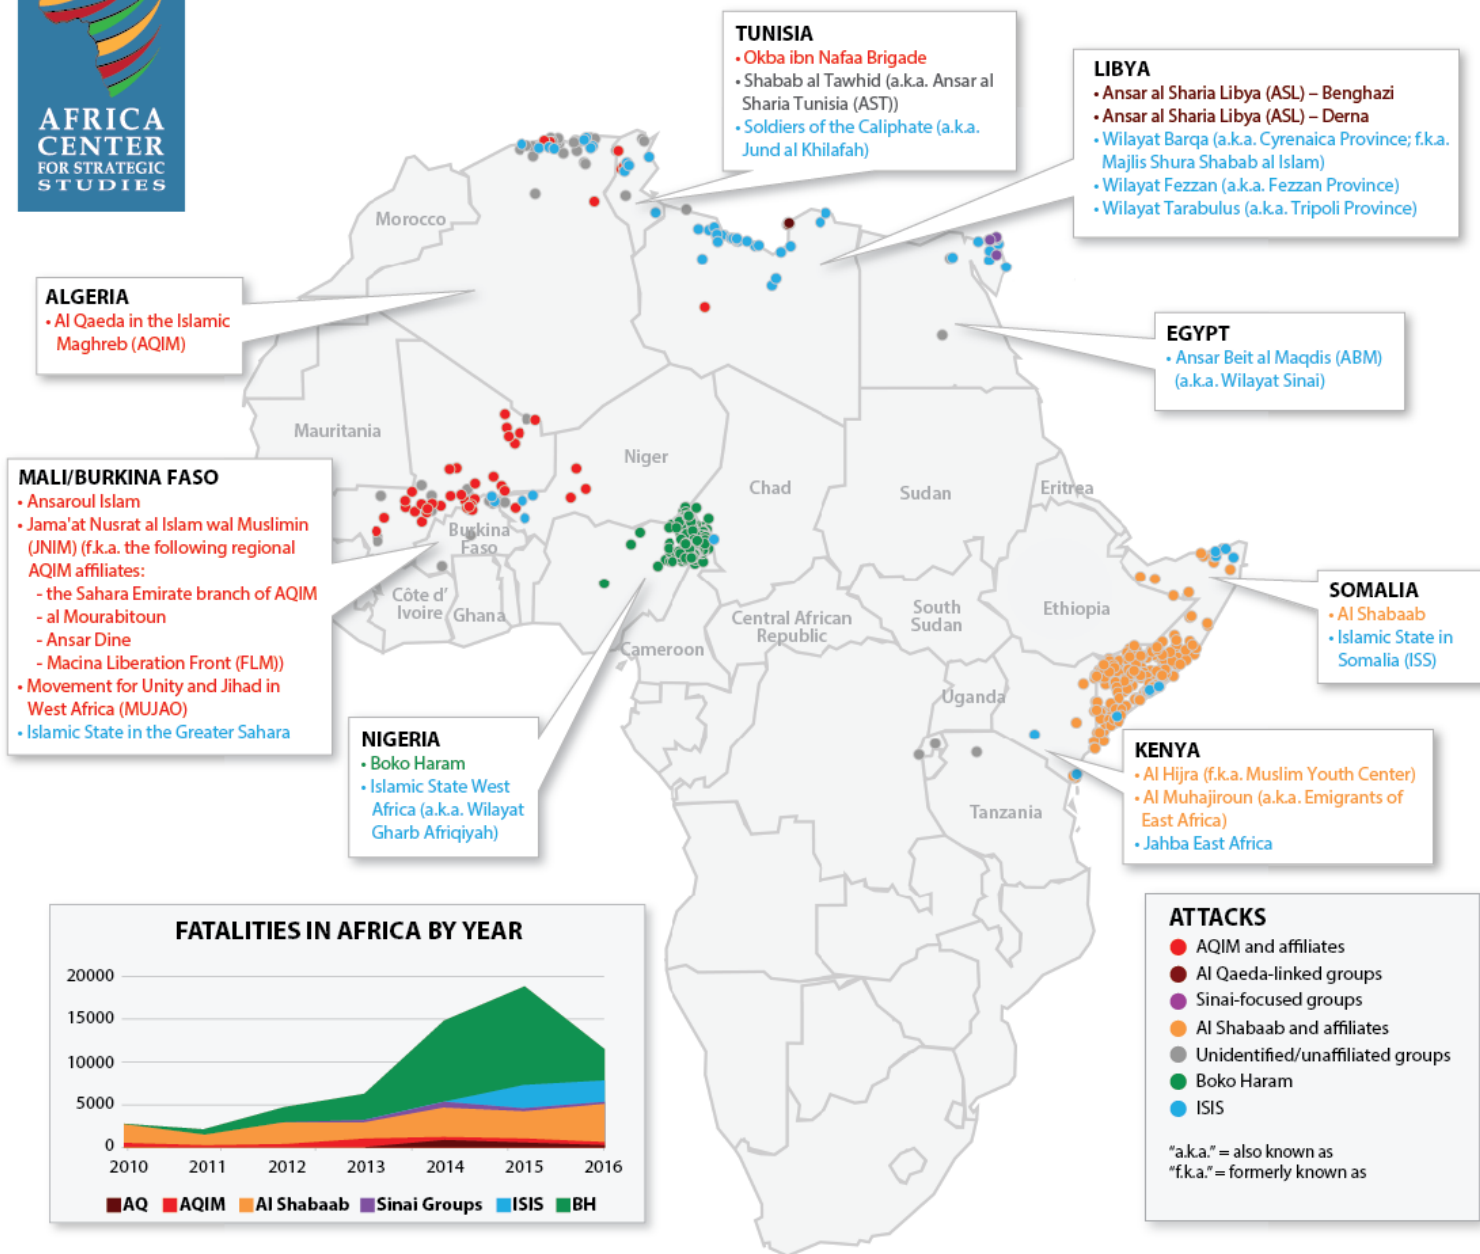 AFRICA
CENTER
FOR STRATEGIC
STUDIES
TUNISIA
• Okba ibn Nafaa Brigade
• Shabab al Tawhid (a.k.a. Ansar al
Sharia Tunisia (AST))
• Soldiers of the Caliphate (a.k.a.
Jund al Khilafah)
LIBYA
• Ansar al Sharia Libya (ASL) – Benghazi
• Ansar al Sharia Libya (ASL) – Derna
• Wilayat Barqa (a.k.a. Cyrenaica Province; f.k.a.
Majlis Shura Shabab al Islam)
• Wilayat Fezzan (a.k.a. Fezzan Province)
• Wilayat Tarabulus (a.k.a. Tripoli Province)
Morocco
ALGERIA
• Al Qaeda in the Islamic
Maghreb (AQIM)
EGYPT
• Ansar Beit al Maqdis (ABM)
(a.k.a. Wilayat Sinai)
Mauritania
Niger
Chad
Sudan
Eritrea
MALI/BURKINA FASO
• Ansaroul Islam
• Jama'at Nusrat al Islam wal Muslimin
(JNIM) (f.k.a. the following regional
AQIM affiliates:
- the Sahara Emirate branch of AQIM
- al Mourabitoun
- Ansar Dine
- Macina Liberation Front (FLM))
• Movement for Unity and Jihad in
West Africa (MUJAO)
• Islamic State in the Greater Sahara
Burkina
Faso
Côte d'
Ivoire
Ghana
Cameroon
Central African
Republic
South
Sudan
Ethiopia
SOMALIA
• Al Shabaab
• Islamic State in
Somalia (ISS)
Uganda
NIGERIA
• Boko Haram
• Islamic State West
Africa (a.k.a. Wilayat
Gharb Afriqiyah)
KENYA
• Al Hijra (f.k.a. Muslim Youth Center)
• Al Muhajiroun (a.k.a. Emigrants of
East Africa)
• Jahba East Africa
Tanzania
FATALITIES IN AFRICA BY YEAR
20000
15000
10000
5000
0
2010 2011 2012 2013 2014 2015 2016
AQ AQIM Al Shabaab Sinai Groups ISIS BH
ATTACKS
AQIM and affiliates
Al Qaeda-linked groups
Sinai-focused groups
Al Shabaab and affiliates
Unidentified/unaffiliated groups
Boko Haram
ISIS
"a.k.a." = also known as
"f.k.a." = formerly known as